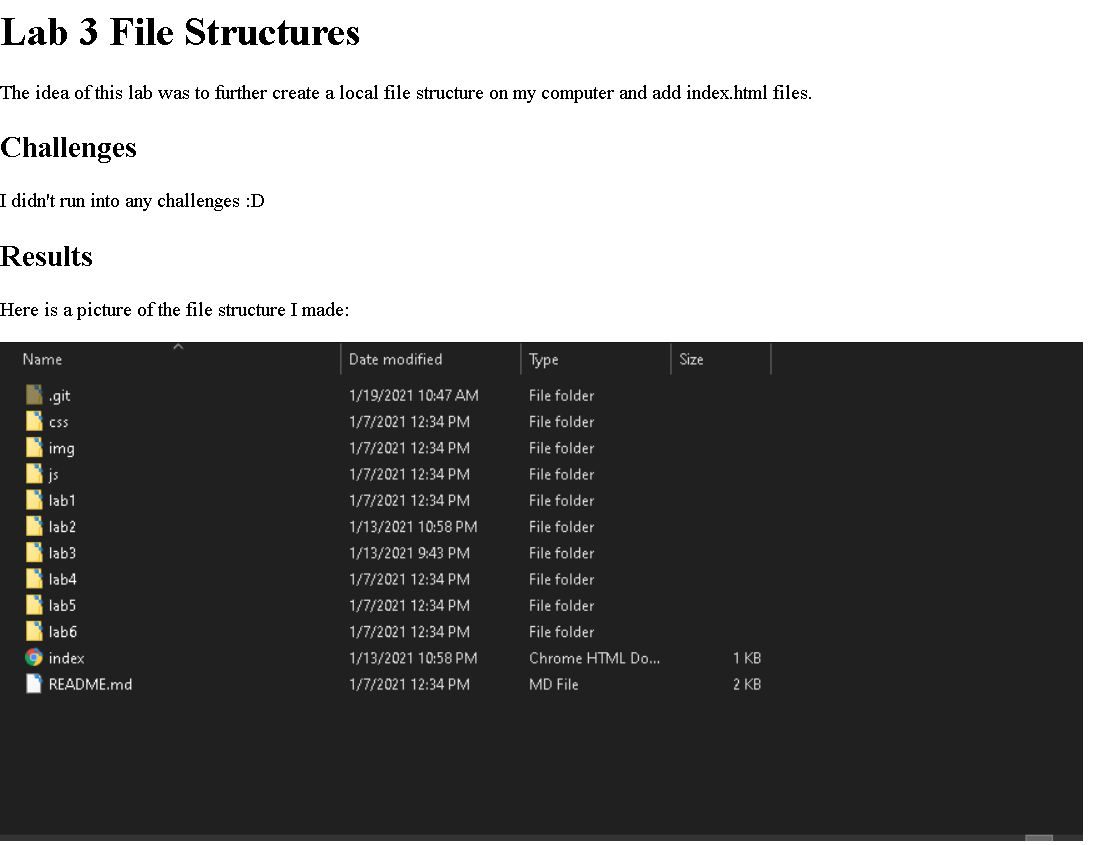 Lab 3 File Structures
The idea of this lab was to further create a local file structure on my computer and add index.html files.
Challenges
I didn't run into any challenges :D
Results
Here is a picture of the file structure I made:
Name Date modified Type Size
.git 1/19/2021 10:47 AM File folder
css 1/7/2021 12:34 PM File folder
img 1/7/2021 12:34 PM File folder
js 1/7/2021 12:34 PM File folder
lab1 1/7/2021 12:34 PM File folder
lab2 1/13/2021 10:58 PM File folder
lab3 1/13/2021 9:43 PM File folder
lab4 1/7/2021 12:34 PM File folder
lab5 1/7/2021 12:34 PM File folder
lab6 1/7/2021 12:34 PM File folder
index 1/13/2021 10:58 PM Chrome HTML Do... 1 KB
README.md 1/7/2021 12:34 PM MD File 2 KB